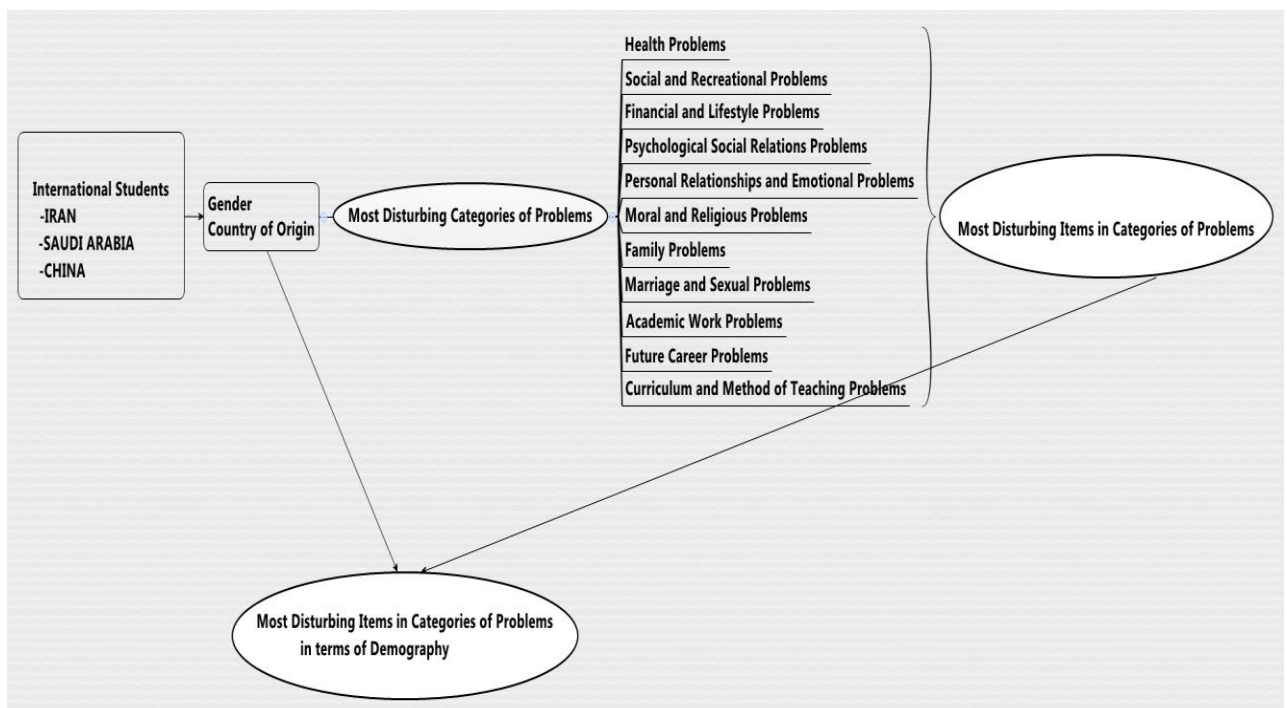 International Students
-IRAN
-SAUDI ARABIA
-CHINA
Gender
Country of Origin
Most Disturbing Categories of Problems
Health Problems
Social and Recreational Problems
Financial and Lifestyle Problems
Psychological Social Relations Problems
Personal Relationships and Emotional Problems
Moral and Religious Problems
Family Problems
Marriage and Sexual Problems
Academic Work Problems
Future Career Problems
Curriculum and Method of Teaching Problems
Most Disturbing Items in Categories of Problems
Most Disturbing Items in Categories of Problems
in terms of Demography